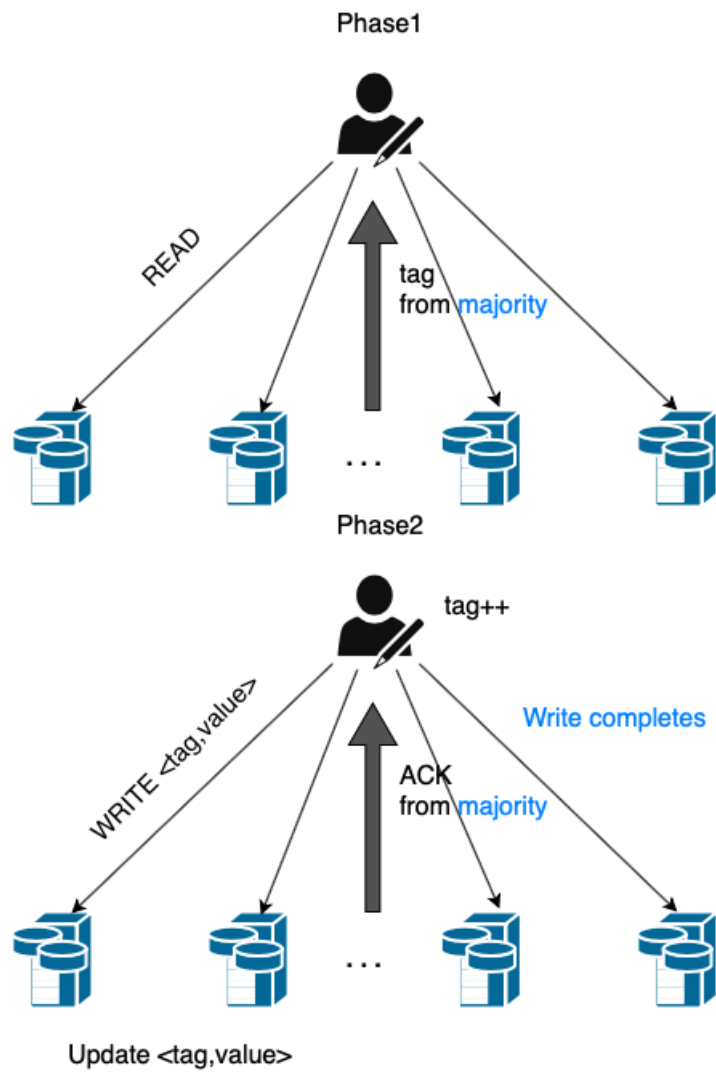 Phase1
READ
tag
from majority
...
Phase2
tag++
WRITE <tag,value>
Write completes
ACK
from majority
...
Update <tag,value>